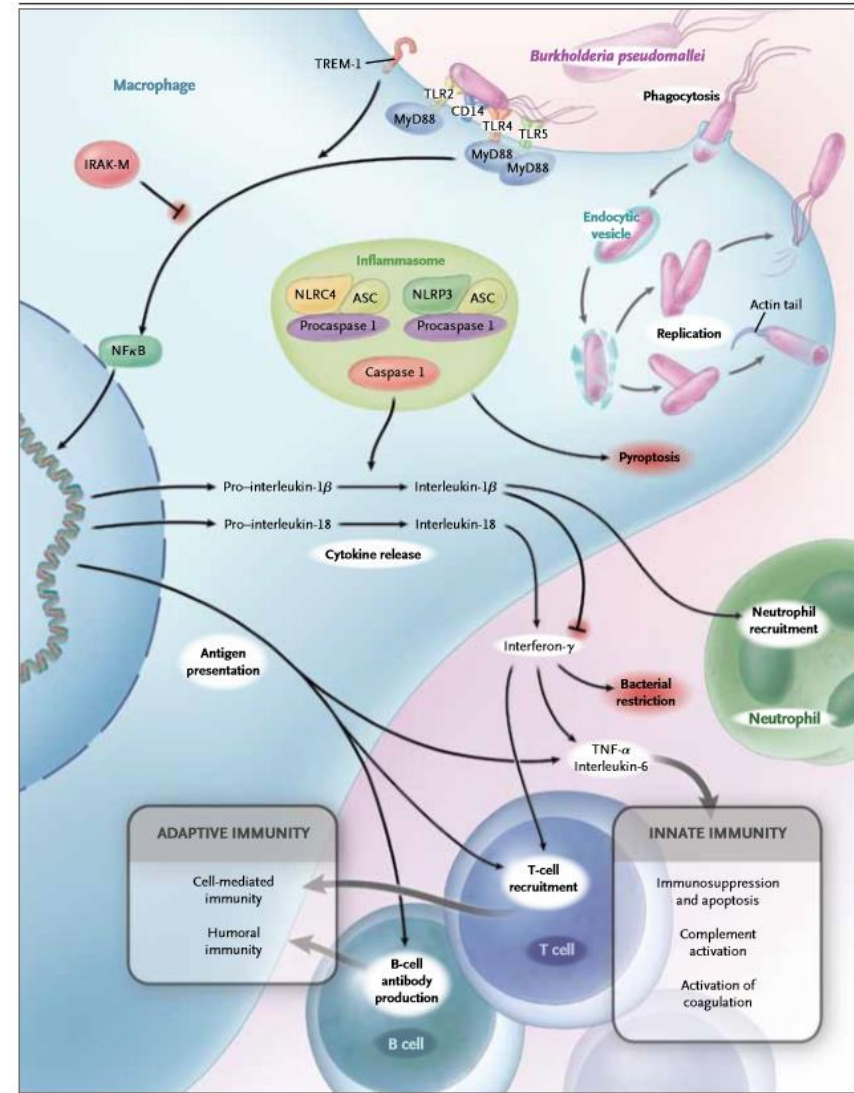 Burkholderia pseudomallei
TREM-1
Macrophage
TLR2
CD14
MyD88
TLR4
TLR5
MyD88
MyD88
Phagocytosis
IRAK-M
Endocytic
vesicle
Inflammasome
NLRC4
ASC
NLRP3
ASC
Procaspase 1
Procaspase 1
Caspase 1
Actin tail
Replication
NFκB
Pyroptosis
Pro–interleukin-1β
Interleukin-1β
Pro–interleukin-18
Interleukin-18
Cytokine release
Neutrophil
recruitment
Neutrophil
Antigen
presentation
Interferon-γ
Bacterial
restriction
TNF-α
Interleukin-6
ADAPTIVE IMMUNITY
Cell-mediated
immunity
Humoral
immunity
INNATE IMMUNITY
Immunosuppression
and apoptosis
Complement
activation
Activation of
coagulation
T-cell
recruitment
T cell
B-cell
antibody
production
B cell